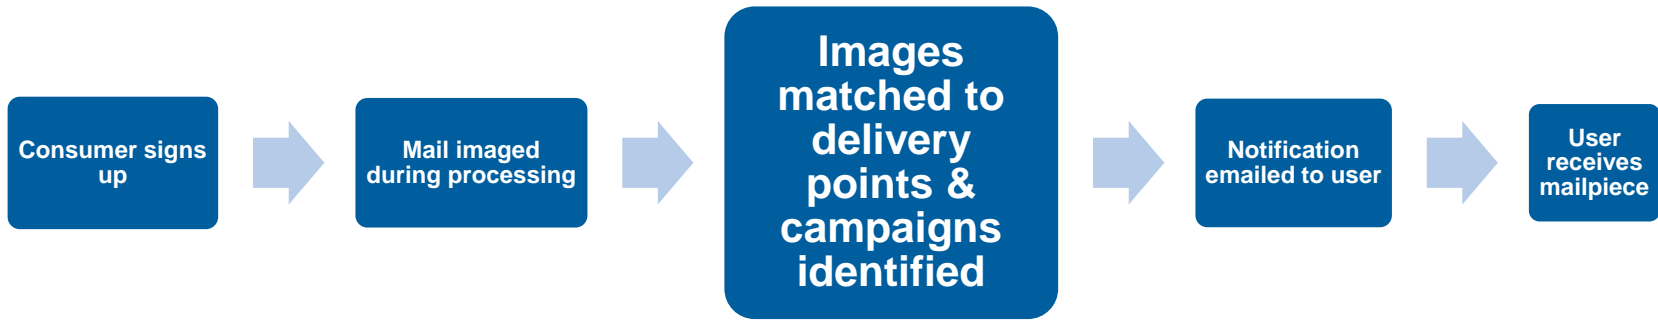 Consumer signs
up
Mail imaged
during processing
Images
matched to
delivery
points &
campaigns
identified
Notification
emailed to user
User
receives
mailpiece